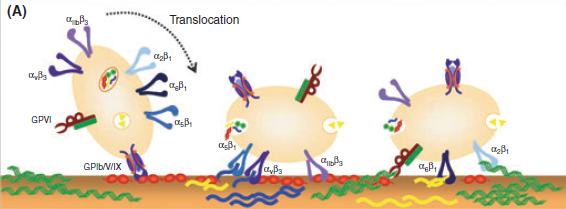 (A)
Translocation
αIIbβ3
αvβ3
α2β1
α6β1
α5β1
GPVI
GPIb/V/IX
α5β1
αvβ3
αIIbβ3
α6β1
α2β1